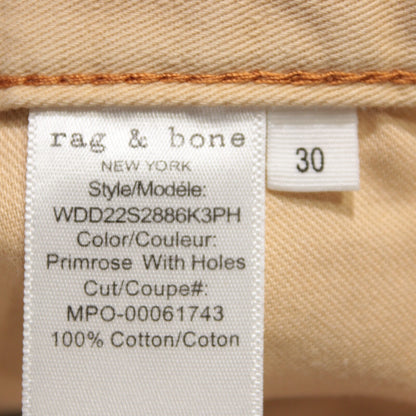 rag & bone
NEW YORK
Style/Modéle:
WDD22S2886K3PH
Color/Couleur:
Primrose With Holes
Cut/Coupe#:
MPO-00061743
100% Cotton/Coton
30